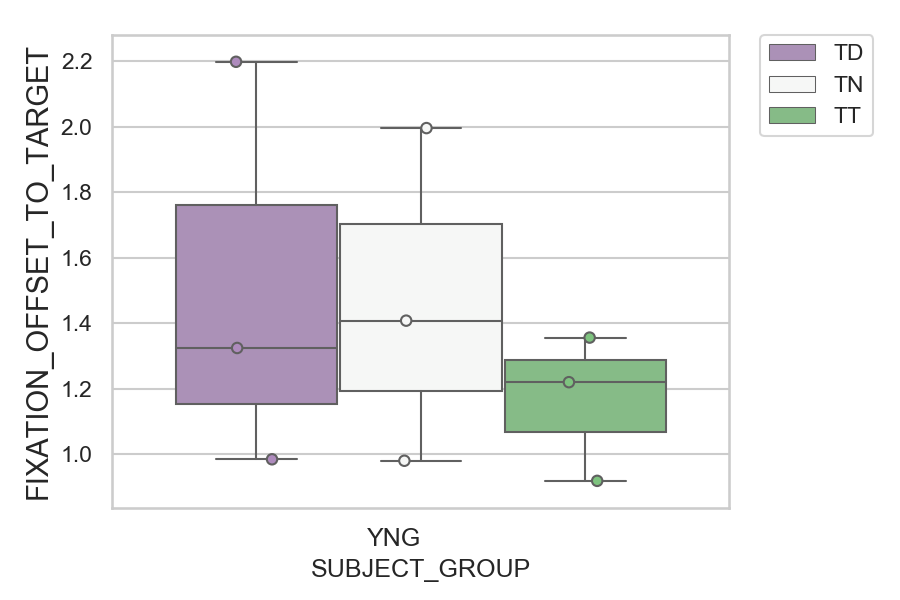 FIXATION_OFFSET_TO_TARGET
2.2
2.0
1.8
1.6
1.4
1.2
1.0
YNG
SUBJECT_GROUP
TD
TN
TT